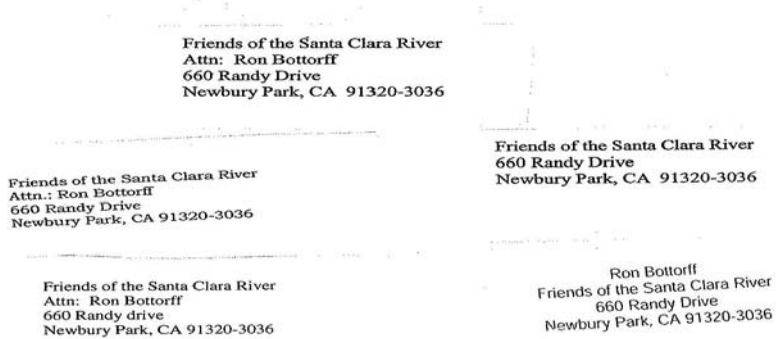 Friends of the Santa Clara River
Attn: Ron Bottorff
660 Randy Drive
Newbury Park, CA 91320-3036
Friends of the Santa Clara River
660 Randy Drive
Newbury Park, CA 91320-3036
Friends of the Santa Clara River
Attn.: Ron Bottorff
660 Randy Drive
Newbury Park, CA 91320-3036
Friends of the Santa Clara River
Attn: Ron Bottorff
660 Randy drive
Newbury Park, CA 91320-3036
Ron Bottorff
Friends of the Santa Clara River
660 Randy Drive
Newbury Park, CA 91320-3036